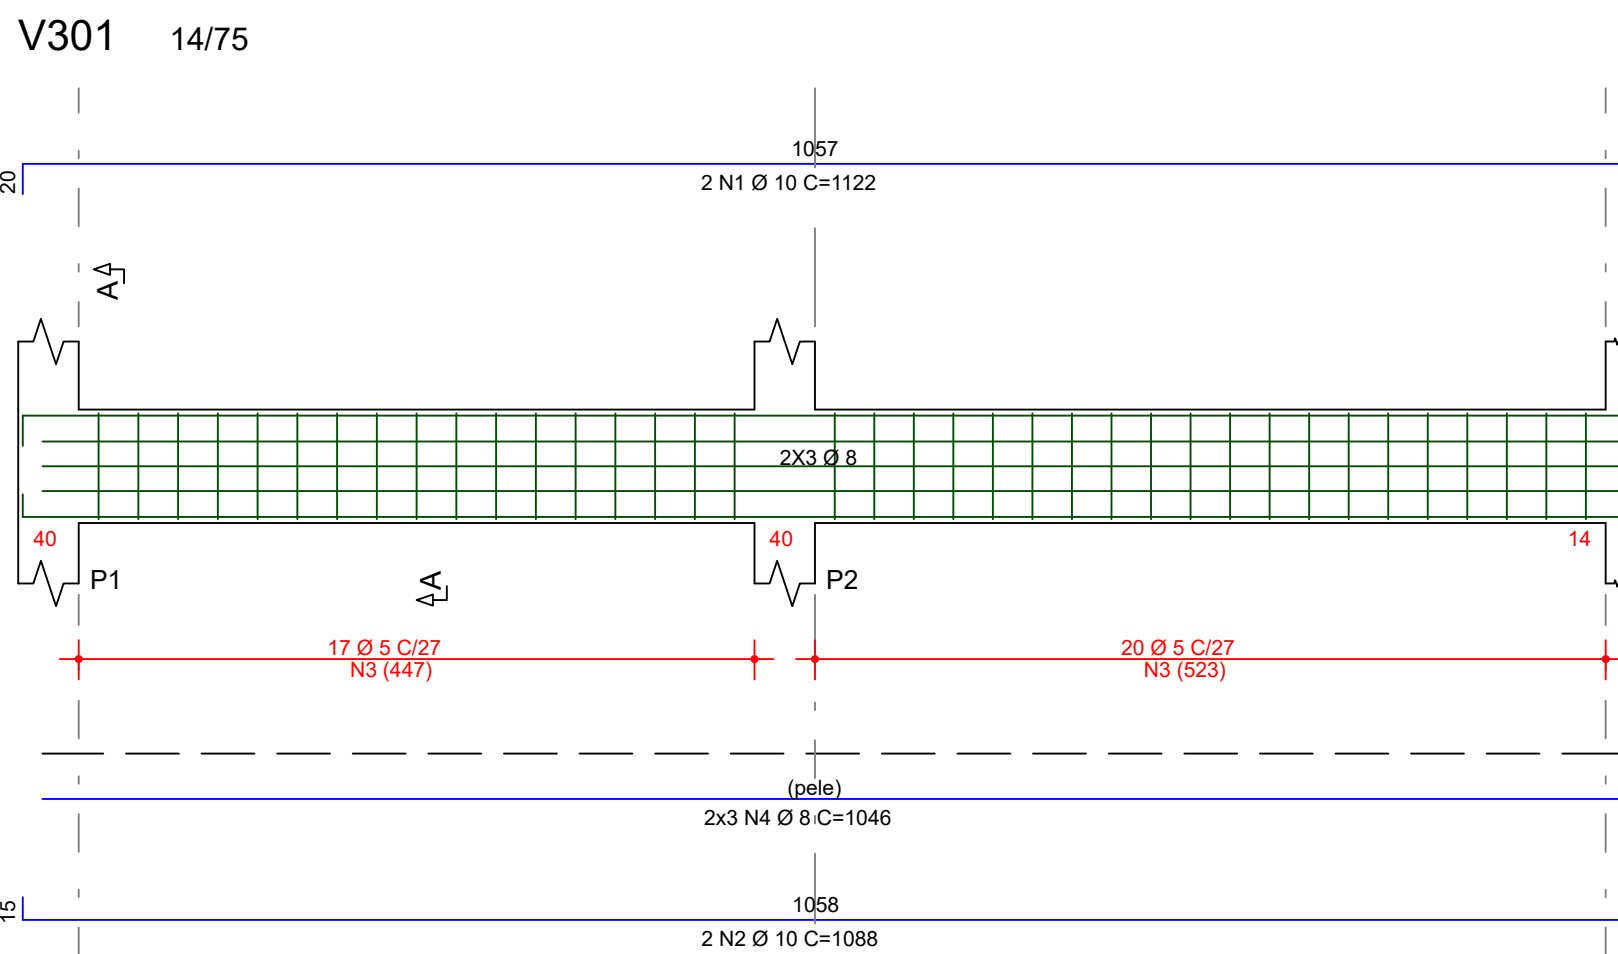 V301 14/75
1057
20
2 N1 Ø 10 C=1122
A
2X3 Ø 8
40 40 14
P1 A P2
17 Ø 5 C/27 20 Ø 5 C/27
N3 (447) N3 (523)
(pele)
2x3 N4 Ø 8 C=1046
1058
15
2 N2 Ø 10 C=1088